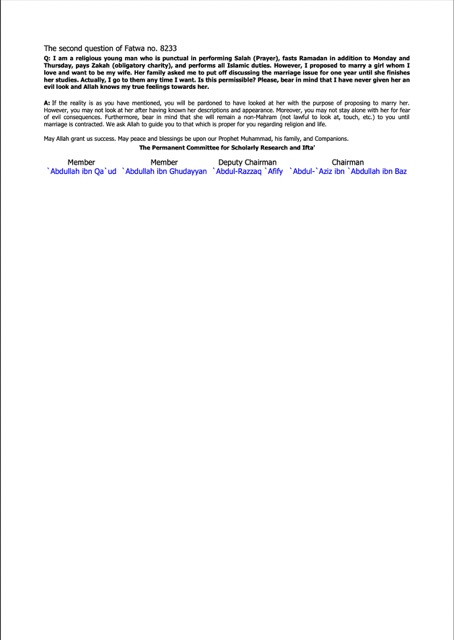 The second question of Fatwa no. 8233
Q: I am a religious young man who is punctual in performing Salah (Prayer), fasts Ramadan in addition to Monday and
Thursday, pays Zakah (obligatory charity), and performs all Islamic duties. However, I proposed to marry a girl whom I
love and want to be my wife. Her family asked me to put off discussing the marriage issue for one year until she finishes
her studies. Actually, I go to them any time I want. Is this permissible? Please, bear in mind that I have never given her an
evil look and Allah knows my true feelings towards her.
A: If the reality is as you have mentioned, you will be pardoned to have looked at her with the purpose of proposing to marry her.
However, you may not look at her after having known her descriptions and appearance. Moreover, you may not stay alone with her for fear
of evil consequences. Furthermore, bear in mind that she will remain a non-Mahram (not lawful to look at, touch, etc.) to you until
marriage is contracted. We ask Allah to guide you to that which is proper for you regarding religion and life.
May Allah grant us success. May peace and blessings be upon our Prophet Muhammad, his family, and Companions.
The Permanent Committee for Scholarly Research and Ifta'
Member Member Deputy Chairman Chairman
`Abdullah ibn Qa`ud `Abdullah ibn Ghudayyan `Abdul-Razzaq `Afify `Abdul-`Aziz ibn `Abdullah ibn Baz